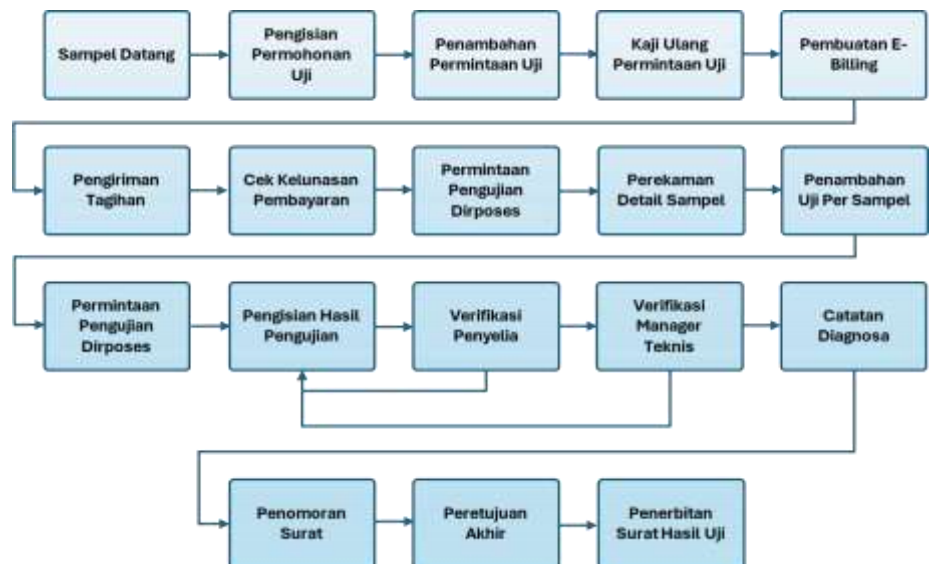 Sampel Datang
Pengisian
Permohonan
Uji
Penambahan
Permintaan Uji
Kaji Ulang
Permintaan Uji
Pembuatan E-
Billing
Pengiriman
Tagihan
Cek Kelunasan
Pembayaran
Permintaan
Pengujian
Dirposes
Perekaman
Detail Sampel
Penambahan
Uji Per Sampel
Permintaan
Pengujian
Dirposes
Pengisian Hasil
Pengujian
Verifikasi
Penyelia
Verifikasi
Manager
Teknis
Catatan
Diagnosa
Penomoran
Surat
Peretujuan
Akhir
Penerbitan
Surat Hasil Uji